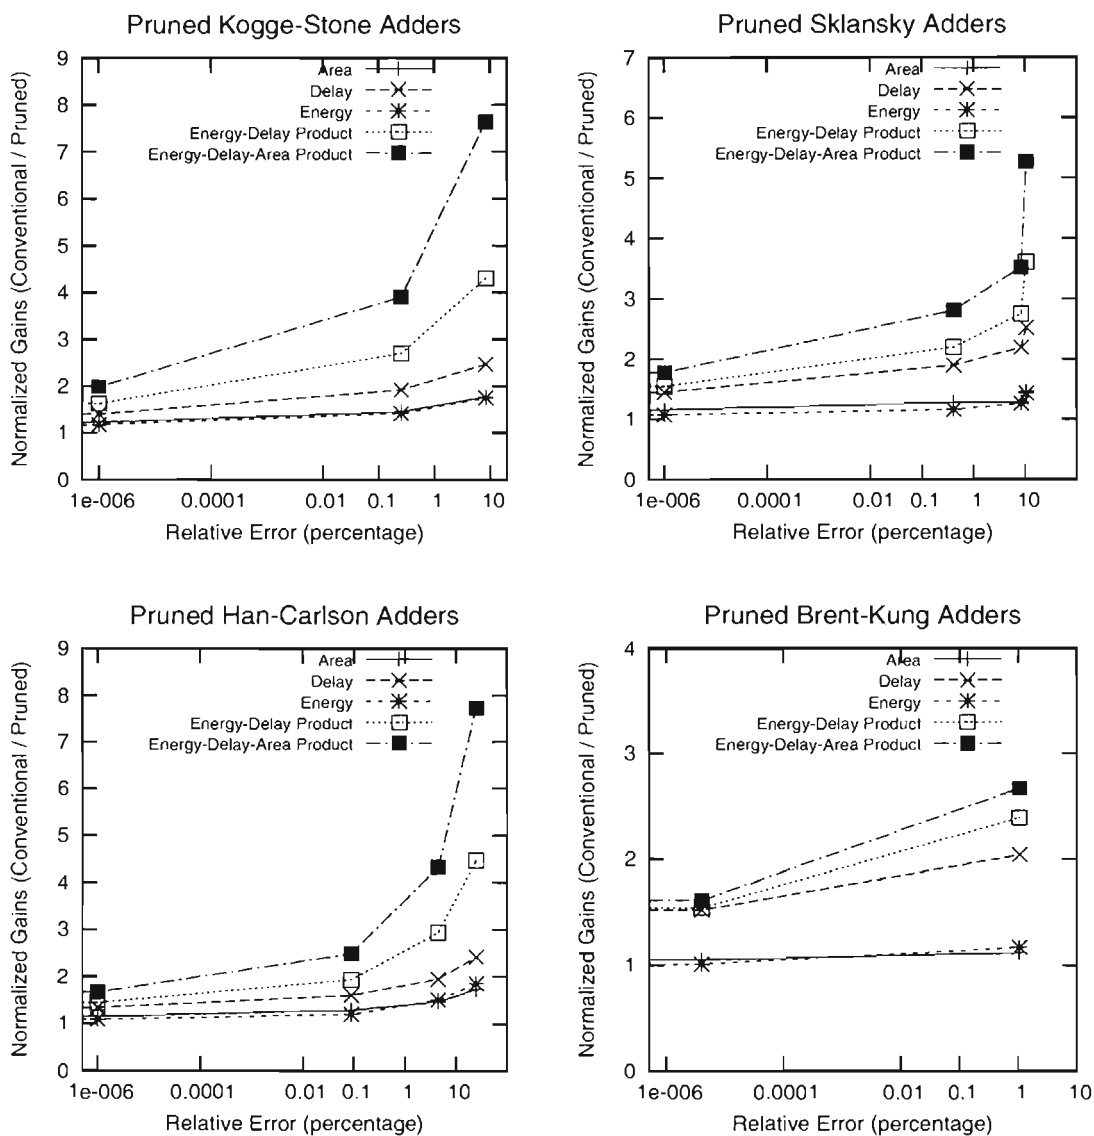 Pruned Kogge-Stone Adders
Normalized Gains (Conventional / Pruned)
9
8
7
6
5
4
3
2
1
0
Area
Delay
Energy
Energy-Delay Product
Energy-Delay-Area Product
1e-006 0.0001 0.01 0.1 1 10
Relative Error (percentage)
Pruned Sklansky Adders
Normalized Gains (Conventional / Pruned)
7
6
5
4
3
2
1
0
Area
Delay
Energy
Energy-Delay Product
Energy-Delay-Area Product
1e-006 0.0001 0.01 0.1 1 10
Relative Error (percentage)
Pruned Han-Carlson Adders
Normalized Gains (Conventional / Pruned)
9
8
7
6
5
4
3
2
1
0
Area
Delay
Energy
Energy-Delay Product
Energy-Delay-Area Product
1e-006 0.0001 0.01 0.1 1 10
Relative Error (percentage)
Pruned Brent-Kung Adders
Normalized Gains (Conventional / Pruned)
4
3
2
1
0
Area
Delay
Energy
Energy-Delay Product
Energy-Delay-Area Product
1e-006 0.0001 0.01 0.1 1 10
Relative Error (percentage)